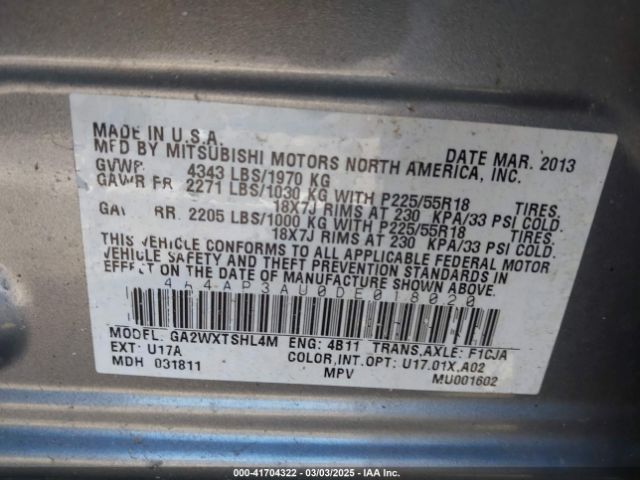 MADE IN U.S.A. DATE MAR. 2013
MFD BY MITSUBISHI MOTORS NORTH AMERICA, INC.
GVWR 4343 LBS/1970 KG
GAWR FR. 2271 LBS/1030 KG WITH P225/55R18 TIRES,
18X7J RIMS AT 230 KPA/33 PSI COLD.
GAWR RR. 2205 LBS/1000 KG WITH P225/55R18 TIRES,
18X7J RIMS AT 230 KPA/33 PSI COLD.
THIS VEHICLE CONFORMS TO ALL APPLICABLE FEDERAL MOTOR
VEHICLE SAFETY AND THEFT PREVENTION STANDARDS IN
EFFECT ON THE DATE OF MANUFACTURE SHOWN ABOVE.
4A4AP3AU0DE018020
MODEL: GA2WXTSHL4M ENG: 4B11 TRANS,AXLE: F1CJA
EXT: U17A COLOR,INT.OPT: U17.01X,A02
MDH 031811 MPV MU001602
000-41704322 | 03/03/2025 | IAA Holdings, LLC